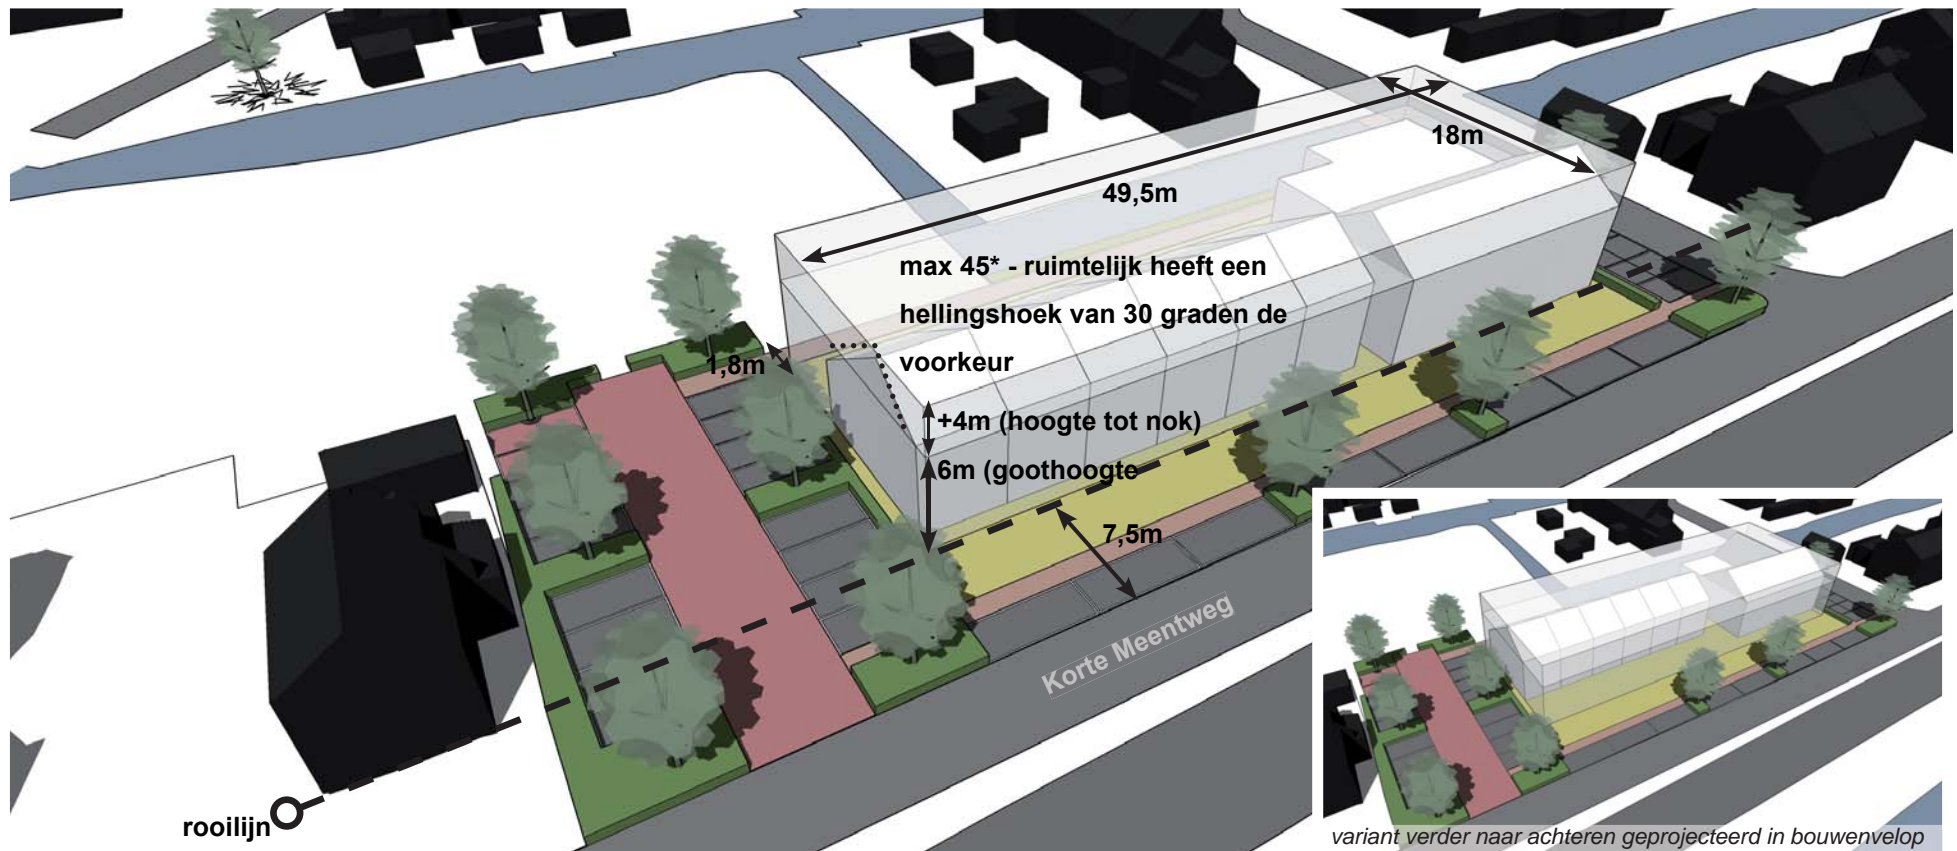 18m
49,5m
max 45* - ruimtelijk heeft een
hellingshoek van 30 graden de
voorkeur
1,8m
+4m (hoogte tot nok)
6m (goothoogte
7,5m
Korte Meentweg
rooilijn
variant verder naar achteren geprojecteerd in bouwenvelop